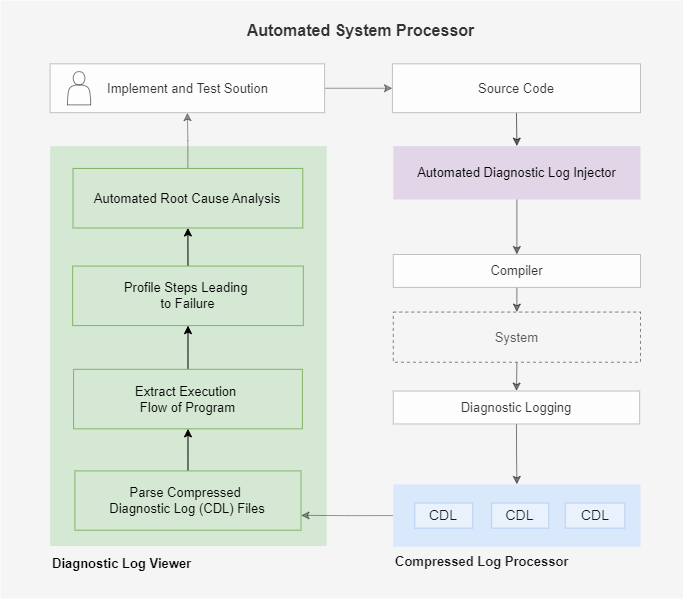 Automated System Processor
Implement and Test Soution
Source Code
Automated Root Cause Analysis
Automated Diagnostic Log Injector
Profile Steps Leading
to Failure
Compiler
System
Extract Execution
Flow of Program
Diagnostic Logging
Parse Compressed
Diagnostic Log (CDL) Files
CDL
CDL
CDL
Diagnostic Log Viewer
Compressed Log Processor